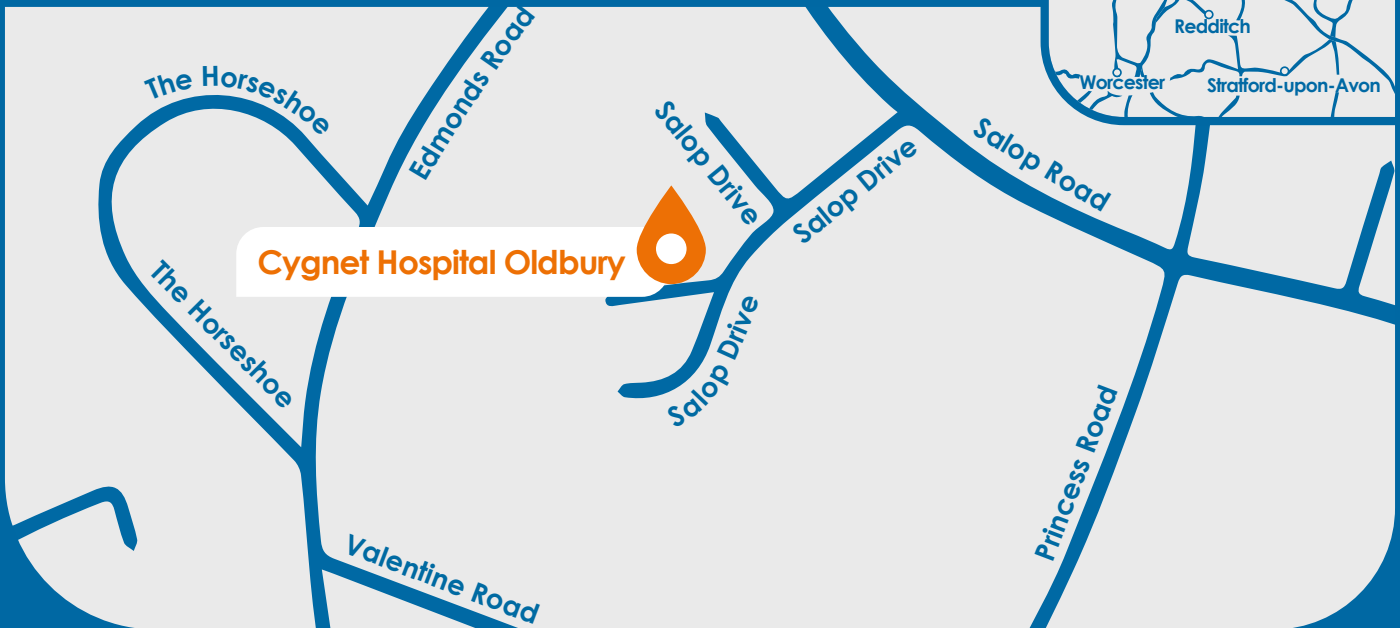 Redditch
Worcester
Stratford-upon-Avon
The Horseshoe
Edmonds Road
Salop Drive
Salop Drive
Salop Road
Cygnet Hospital Oldbury
The Horseshoe
Salop Drive
Princess Road
Valentine Road